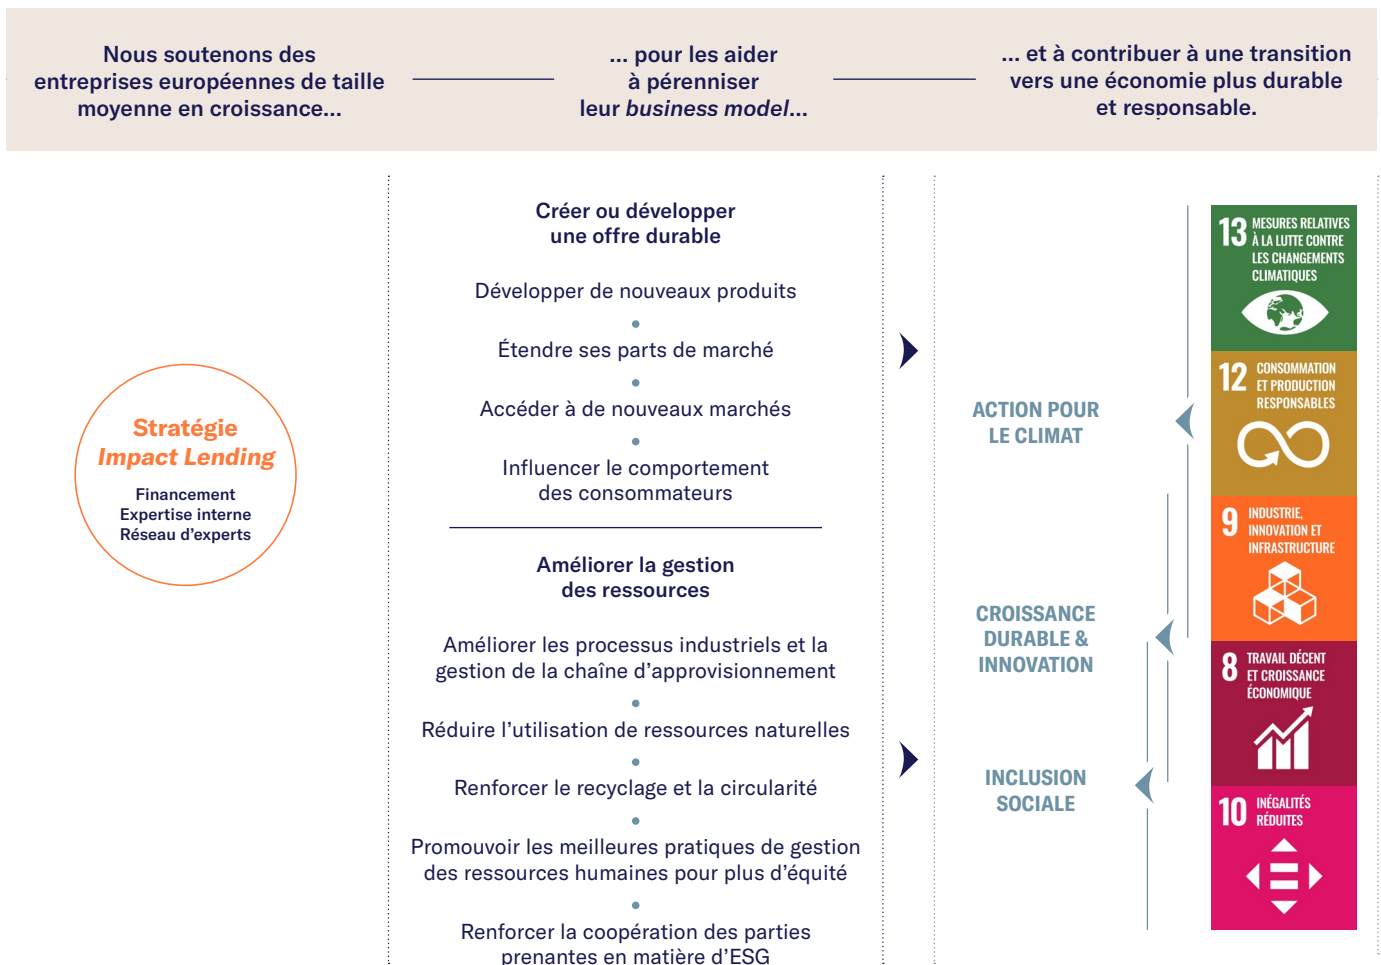 Nous soutenons des
entreprises européennes de taille
moyenne en croissance...
... pour les aider
à pérenniser
leur business model...
... et à contribuer à une transition
vers une économie plus durable
et responsable.
Stratégie
Impact Lending
Financement
Expertise interne
Réseau d'experts
Créer ou développer
une offre durable
Développer de nouveaux produits
•
Étendre ses parts de marché
•
Accéder à de nouveaux marchés
•
Influencer le comportement
des consommateurs
Améliorer la gestion
des ressources
Améliorer les processus industriels et la
gestion de la chaîne d'approvisionnement
•
Réduire l'utilisation de ressources naturelles
•
Renforcer le recyclage et la circularité
•
Promouvoir les meilleures pratiques de gestion
des ressources humaines pour plus d'équité
•
Renforcer la coopération des parties
prenantes en matière d'ESG
ACTION POUR
LE CLIMAT
CROISSANCE
DURABLE &
INNOVATION
INCLUSION
SOCIALE
13 MESURES RELATIVES
À LA LUTTE CONTRE
LES CHANGEMENTS
CLIMATIQUES
12 CONSOMMATION
ET PRODUCTION
RESPONSABLES
9 INDUSTRIE,
INNOVATION ET
INFRASTRUCTURE
8 TRAVAIL DÉCENT
ET CROISSANCE
ÉCONOMIQUE
10 INÉGALITÉS
RÉDUITES